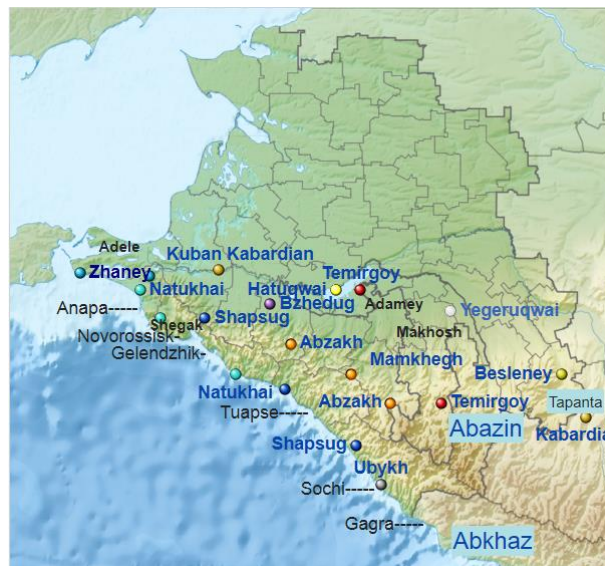 Adele
Kuban Kabardian
Zhaney
Temirgoy
Natukhai
Hatuqwai
Bzhedug
Adamey
Yegeruqwai
Anapa-----
Shegak
Shapsug
Makhosh
Novorossisk-
Gelendzhik-
Abzakh
Mamkhegh
Besleney
Natukhai
Tapanta
Tuapse-----
Abzakh
Temirgoy
Abazin
Kabardia
Shapsug
Ubykh
Sochi-----
Gagra-----
Abkhaz